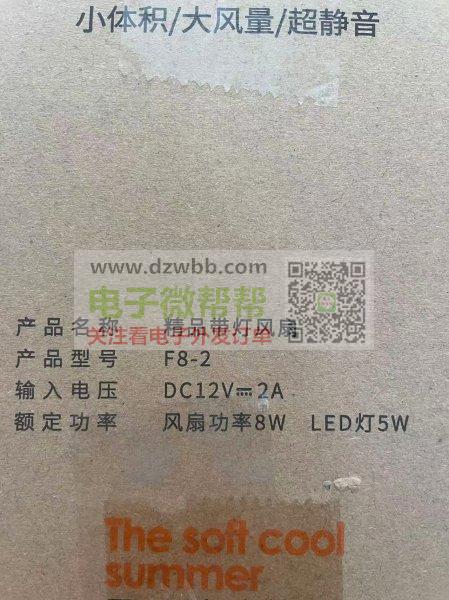 小体积/大风量/超静音
www.dzwbb.com
电子微帮帮
产品名称 精品带灯风扇
关注看电子开发订单
产品型号 F8-2
输入电压 DC12V⎓2A
额定功率 风扇功率8W LED灯5W
The soft cool
summer